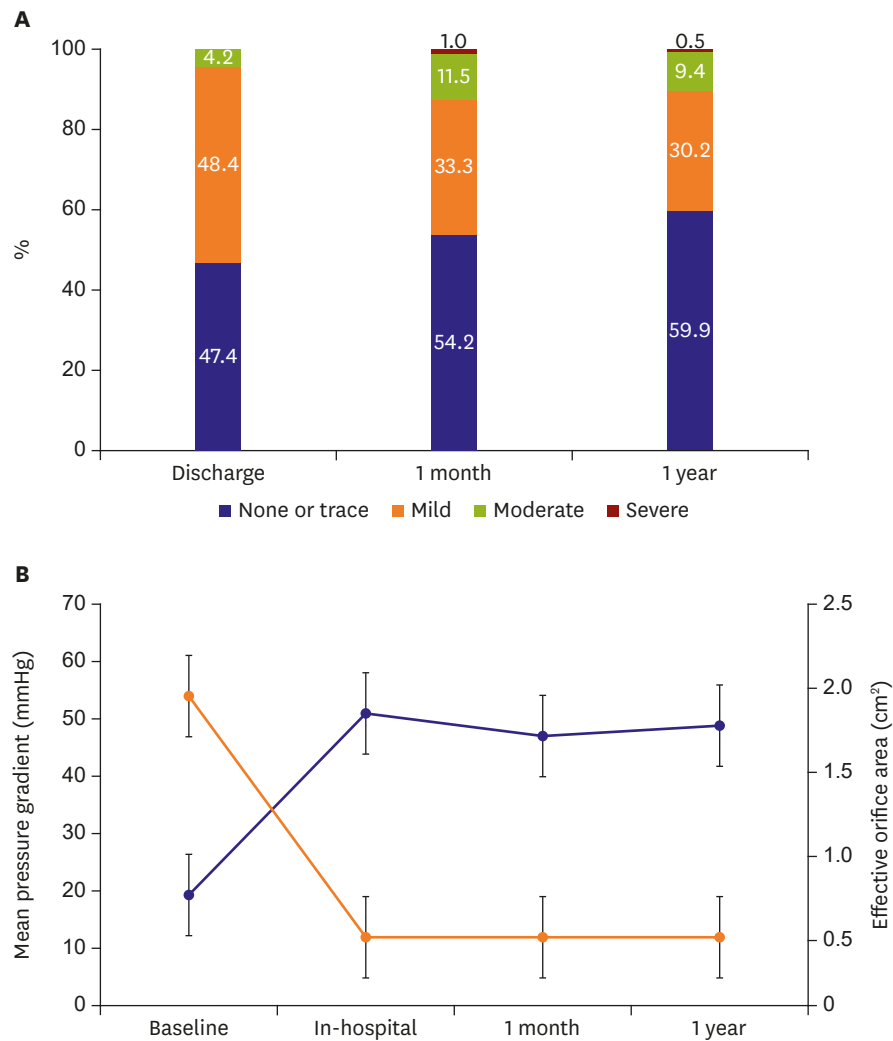 A
1.0
0.5
100
4.2
11.5
9.4
80
48.4
33.3
30.2
60
%
40
47.4
54.2
59.9
20
0
Discharge
1 month
1 year
None or trace
Mild
Moderate
Severe
B
70
2.5
60
2.0
50
1.5
40
30
1.0
20
0.5
10
0
0
Mean pressure gradient (mmHg)
Effective orifice area (cm²)
Baseline
In-hospital
1 month
1 year